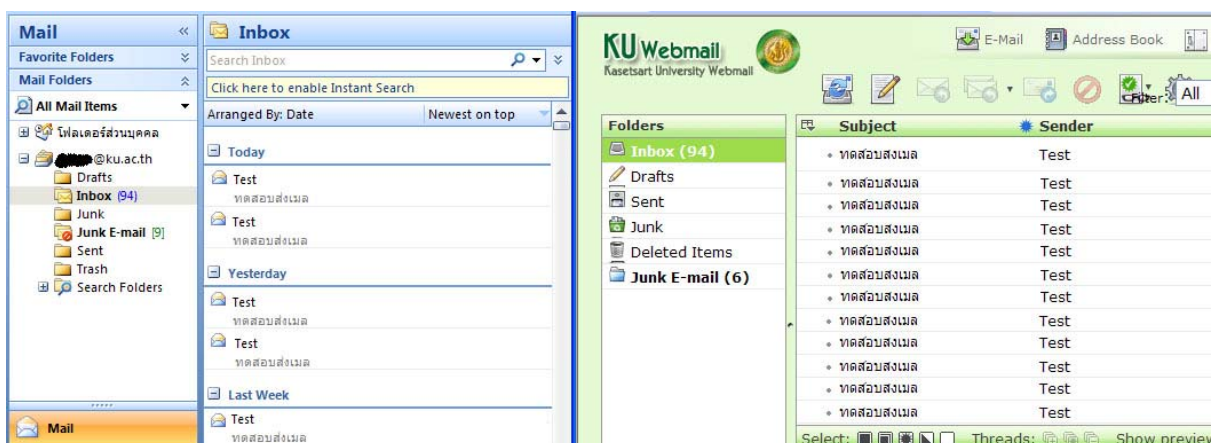 Mail
Favorite Folders
Mail Folders
All Mail Items
โฟลเดอร์ส่วนบุคคล
@ku.ac.th
Drafts
Inbox (94)
Junk
Junk E-mail [9]
Sent
Trash
Search Folders
Mail
Inbox
Search Inbox
Click here to enable Instant Search
Arranged By: Date Newest on top
Today
Test
ทดสอบส่งเมล
Test
ทดสอบส่งเมล
Yesterday
Test
ทดสอบส่งเมล
Test
ทดสอบส่งเมล
Last Week
Test
ทดสอบส่งเมล
KU Webmail
Kasetsart University Webmail
E-Mail Address Book
Filter: All
Folders
Inbox (94)
Drafts
Sent
Junk
Deleted Items
Junk E-mail (6)
Subject Sender
ทดสอบส่งเมล Test
ทดสอบส่งเมล Test
ทดสอบส่งเมล Test
ทดสอบส่งเมล Test
ทดสอบส่งเมล Test
ทดสอบส่งเมล Test
ทดสอบส่งเมล Test
ทดสอบส่งเมล Test
ทดสอบส่งเมล Test
ทดสอบส่งเมล Test
ทดสอบส่งเมล Test
ทดสอบส่งเมล Test
Select: Threads: Show preview